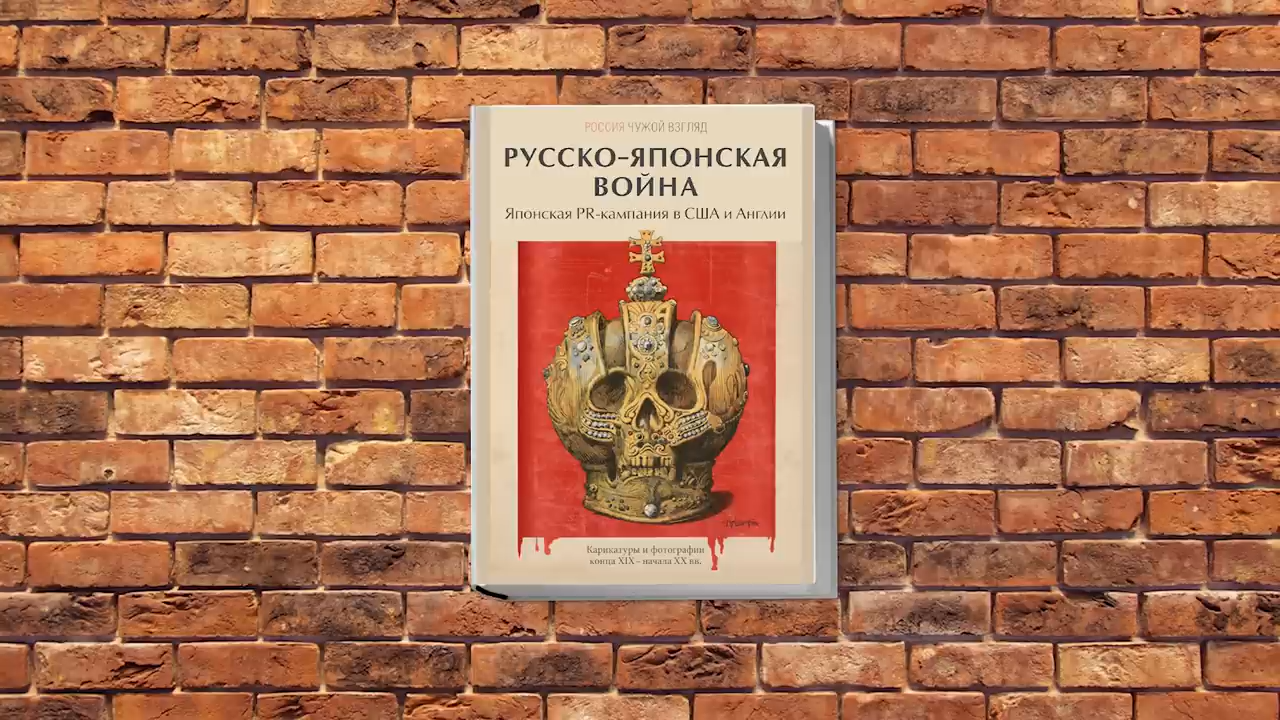 РОССИЯ ЧУЖОЙ ВЗГЛЯД
РУССКО-ЯПОНСКАЯ
ВОЙНА
Японская PR-кампания в США и Англии
Карикатуры и фотографии
конца XIX – начала XX вв.